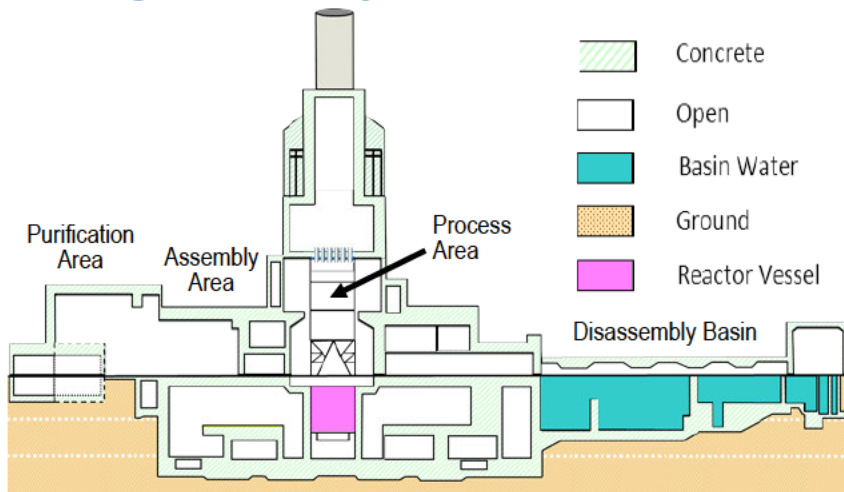 Concrete
Open
Basin Water
Ground
Reactor Vessel
Purification
Area
Assembly
Area
Process
Area
Disassembly Basin